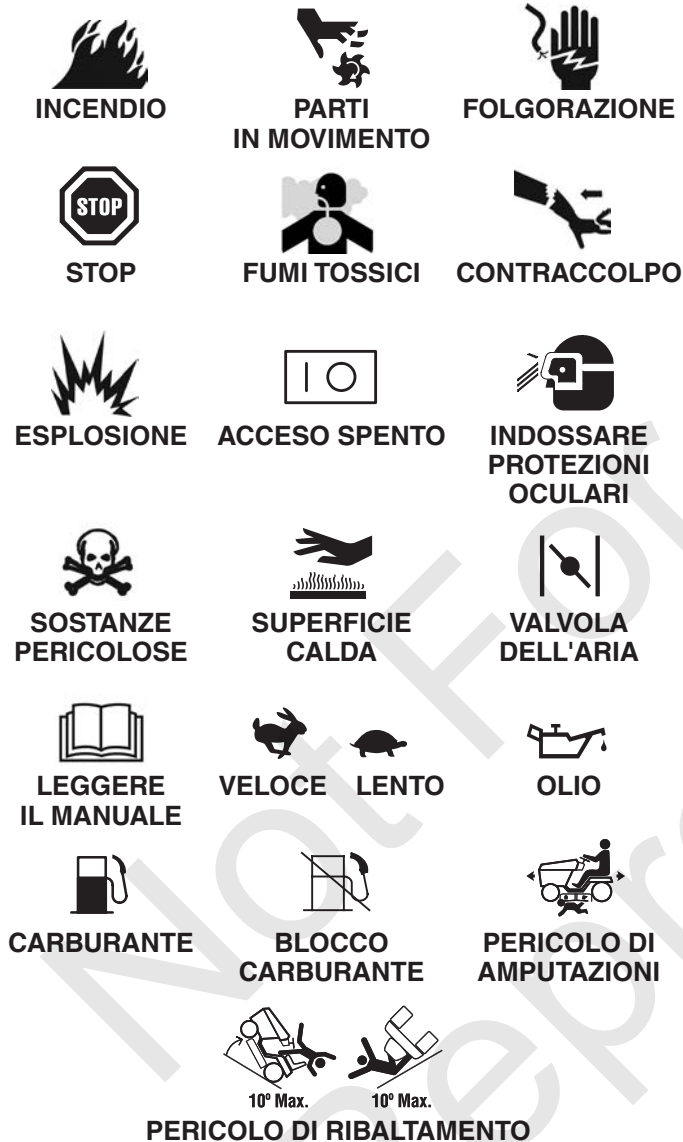 INCENDIO
PARTI
IN MOVIMENTO
FOLGORAZIONE
STOP
STOP
FUMI TOSSICI
CONTRACCOLPO
ESPLOSIONE
ACCESO SPENTO
INDOSSARE
PROTEZIONI
OCULARI
SOSTANZE
PERICOLOSE
SUPERFICIE
CALDA
VALVOLA
DELL'ARIA
LEGGERE
IL MANUALE
VELOCE LENTO
OLIO
CARBURANTE
BLOCCO
CARBURANTE
PERICOLO DI
AMPUTAZIONI
10º Max. 10º Max.
PERICOLO DI RIBALTAMENTO
Not For